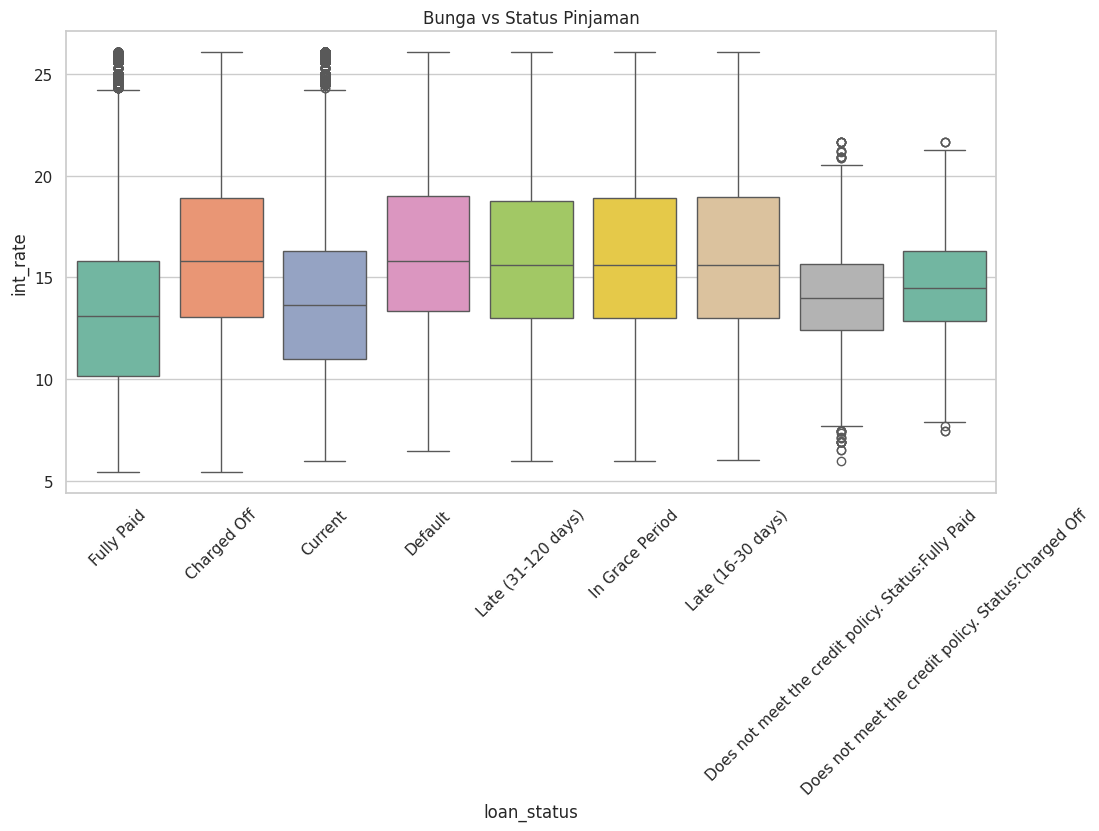 Bunga vs Status Pinjaman
int_rate
25
20
15
10
5
Fully Paid
Charged Off
Current
Default
Late (31-120 days)
In Grace Period
Late (16-30 days)
Does not meet the credit policy. Status:Fully Paid
Does not meet the credit policy. Status:Charged Off
loan_status